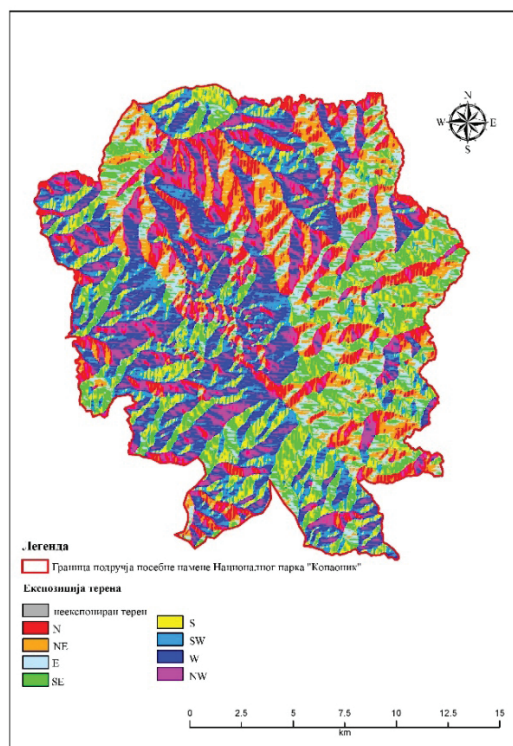 N
W E
S
Легенда
Граница подручја посебне намене Националног парка "Копаоник"
Експозиција терена
неекспониран терен
N
NE
E
SE
S
SW
W
NW
0 2.5 5 7.5 10 12.5 15
km